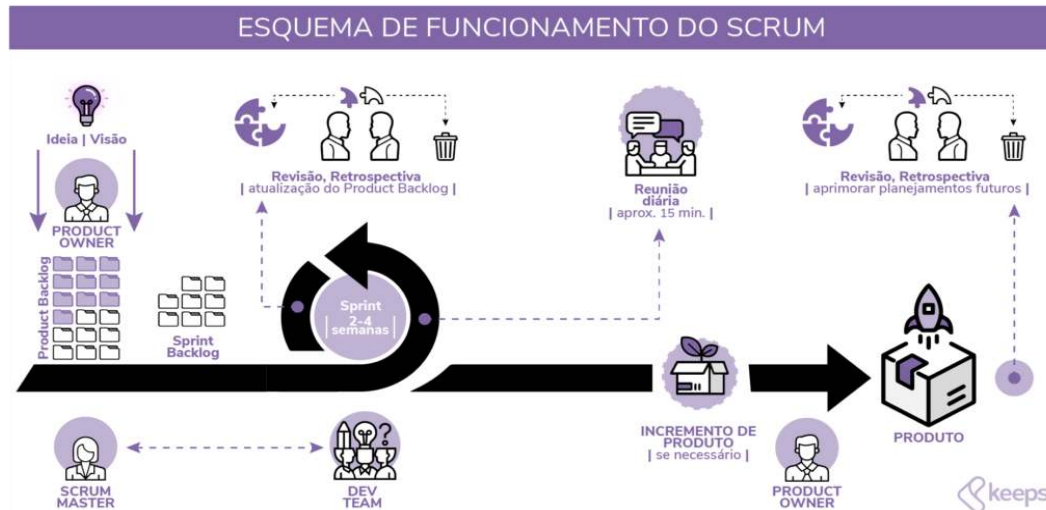 ESQUEMA DE FUNCIONAMENTO DO SCRUM
Ideia | Visão
PRODUCT
OWNER
Product Backlog
Sprint
Backlog
Revisão, Retrospectiva
| atualização do Product Backlog |
Sprint
2-4
| semanas |
Reunião
diária
| aprox. 15 min. |
Revisão, Retrospectiva
| aprimorar planejamentos futuros |
SCRUM
MASTER
?
DEV
TEAM
INCREMENTO DE
PRODUTO
| se necessário |
PRODUCT
OWNER
PRODUTO
keeps